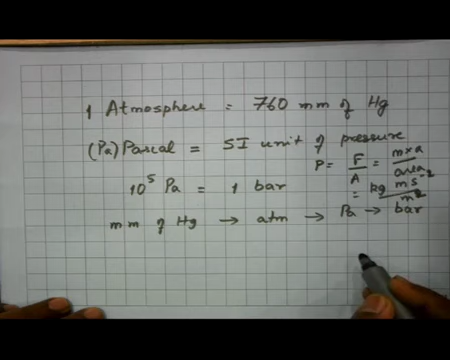 1 Atmosphere = 760 mm of Hg
(Pa) Pascal = SI unit of pressure
P = F/A = m×a/area
10⁵ Pa = 1 bar
= kg ms⁻²/m²
mm of Hg → atm → Pa → bar